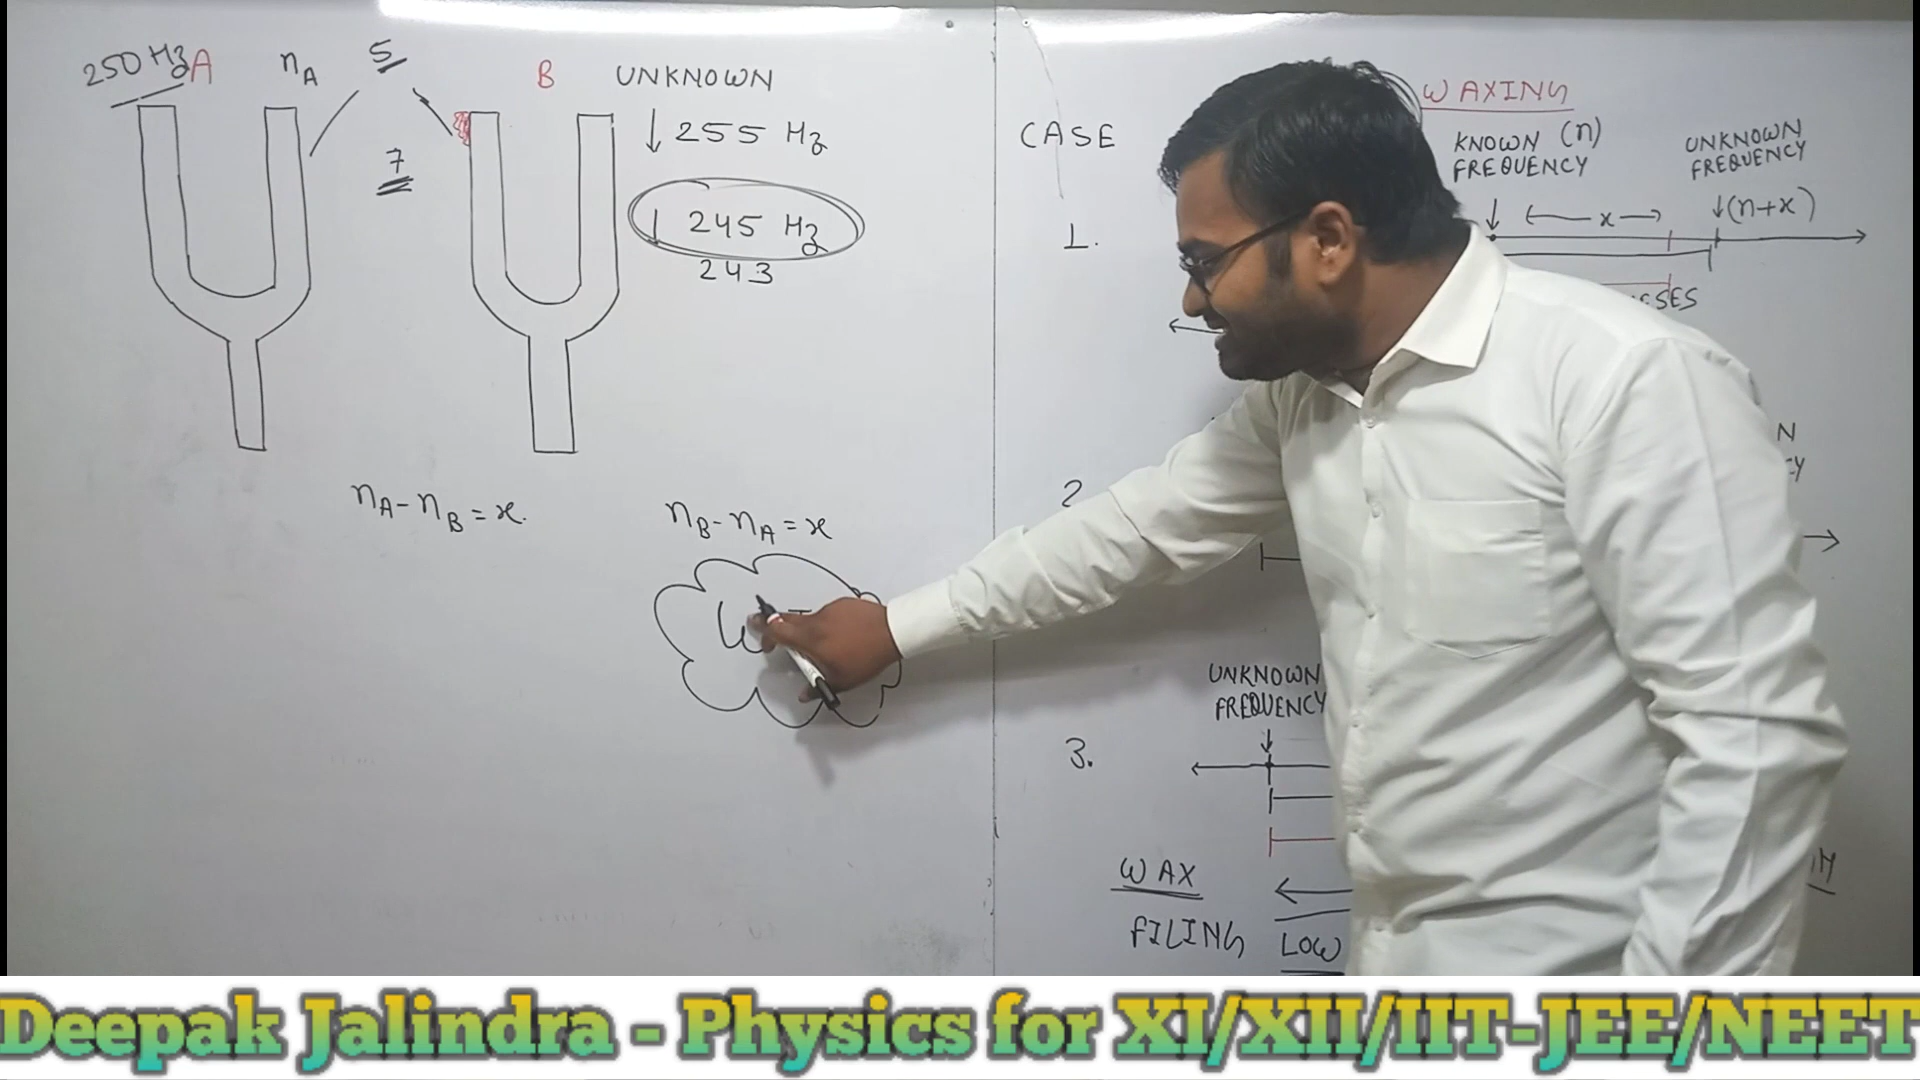 250 Hz A
n_A
5
B
UNKNOWN
↓ 255 Hz
7
↓ 245 Hz
243
n_A - n_B = x.
n_B - n_A = x
CASE
WAXING
KNOWN (n)
FREQUENCY
UNKNOWN
FREQUENCY
x
↓(n+x)
1.
2
UNKNOWN
FREQUENCY
3.
WAX
FILING
LOW
Deepak Jalindra - Physics for XI/XII/IIT-JEE/NEET